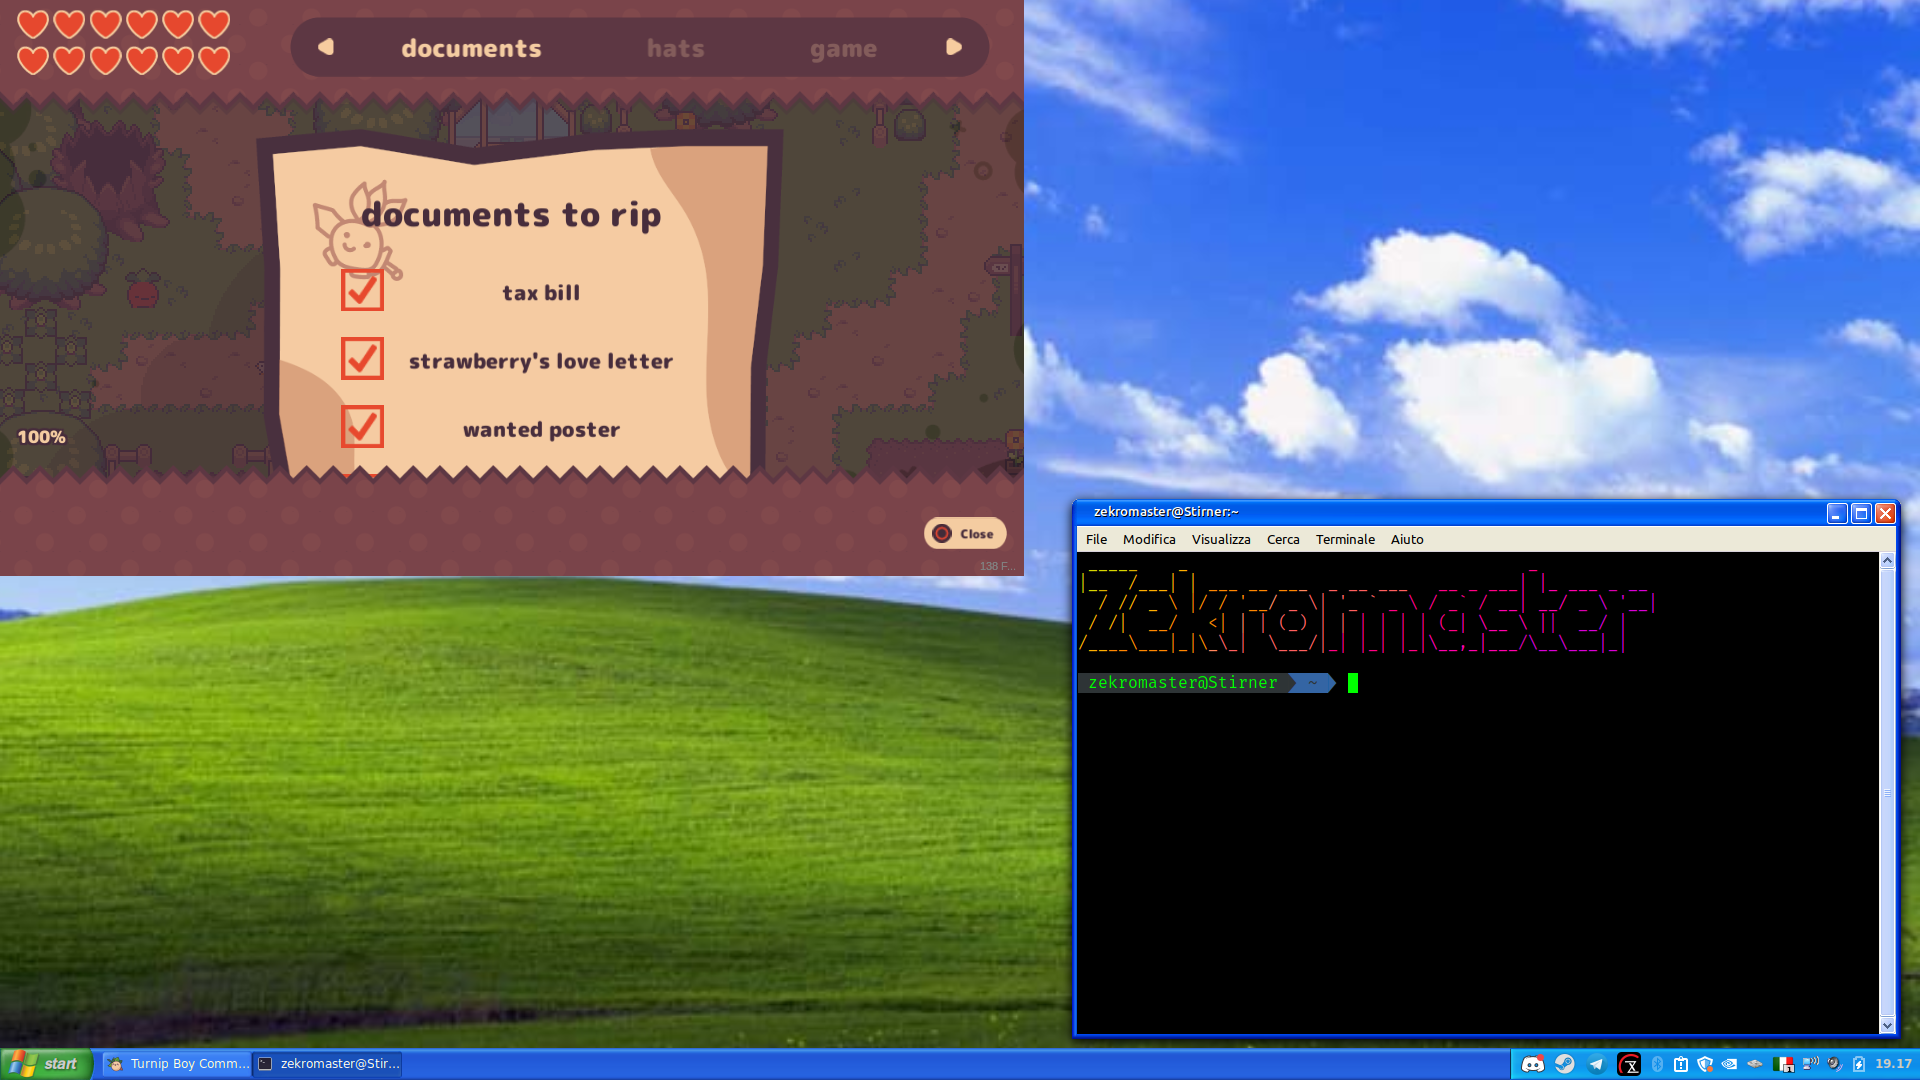 documents
hats
game
documents to rip
tax bill
strawberry's love letter
wanted poster
100%
Close
138 F...
zekromaster@Stirner:~
File Modifica Visualizza Cerca Terminale Aiuto
Zekromaster
zekromaster@Stirner ~
start
Turnip Boy Comm...
zekromaster@Stir...
19.17